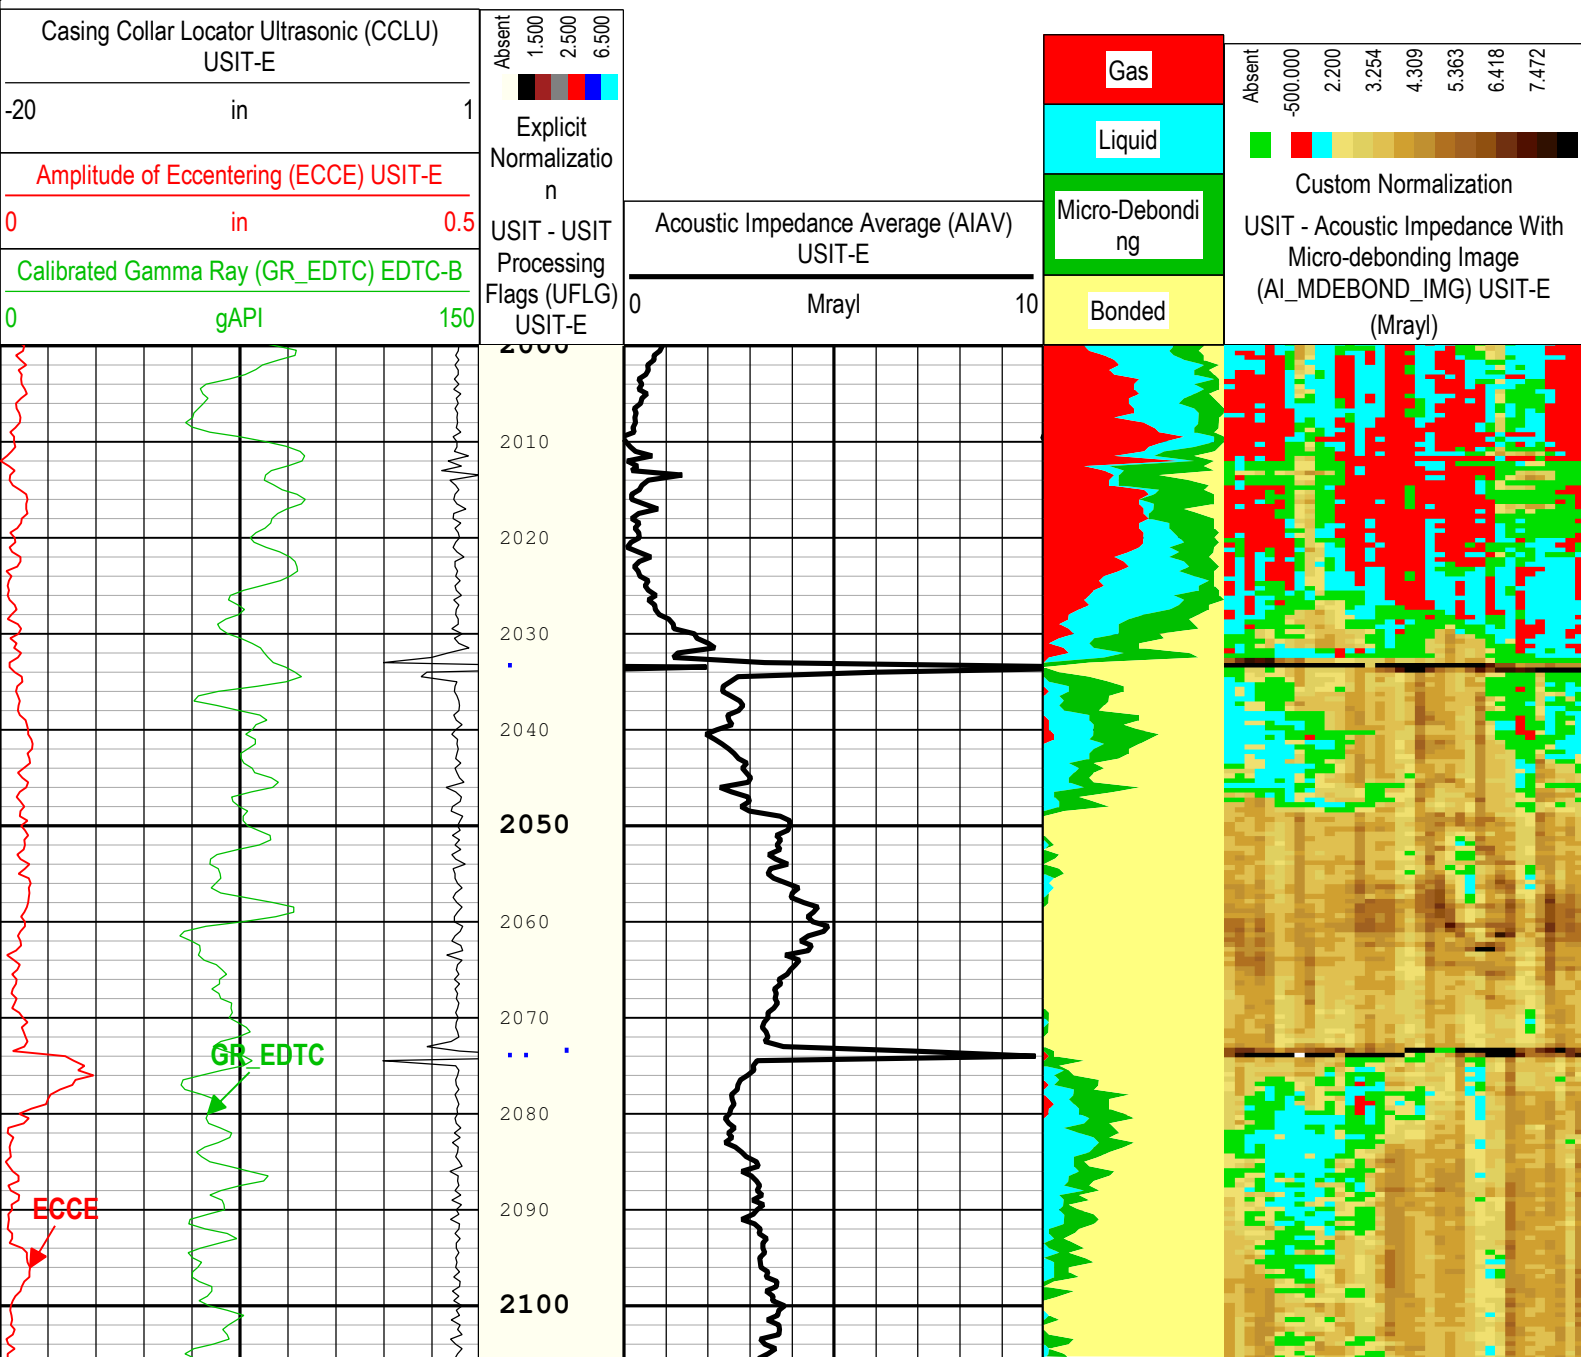 Casing Collar Locator Ultrasonic (CCLU)
USIT-E
-20 in 1
Amplitude of Eccentering (ECCE) USIT-E
0 in 0.5
Calibrated Gamma Ray (GR_EDTC) EDTC-B
0 gAPI 150
Absent 1.500 2.500 6.500
Explicit
Normalizatio
n
USIT - USIT
Processing
Flags (UFLG)
USIT-E
Acoustic Impedance Average (AIAV)
USIT-E
0 Mrayl 10
Gas
Liquid
Micro-Debondi
ng
Bonded
Absent -500.000 2.200 3.254 4.309 5.363 6.418 7.472
Custom Normalization
USIT - Acoustic Impedance With
Micro-debonding Image
(AI_MDEBOND_IMG) USIT-E
(Mrayl)
2000
2010
2020
2030
2040
2050
2060
2070
GR_EDTC
2080
2090
ECCE
2100